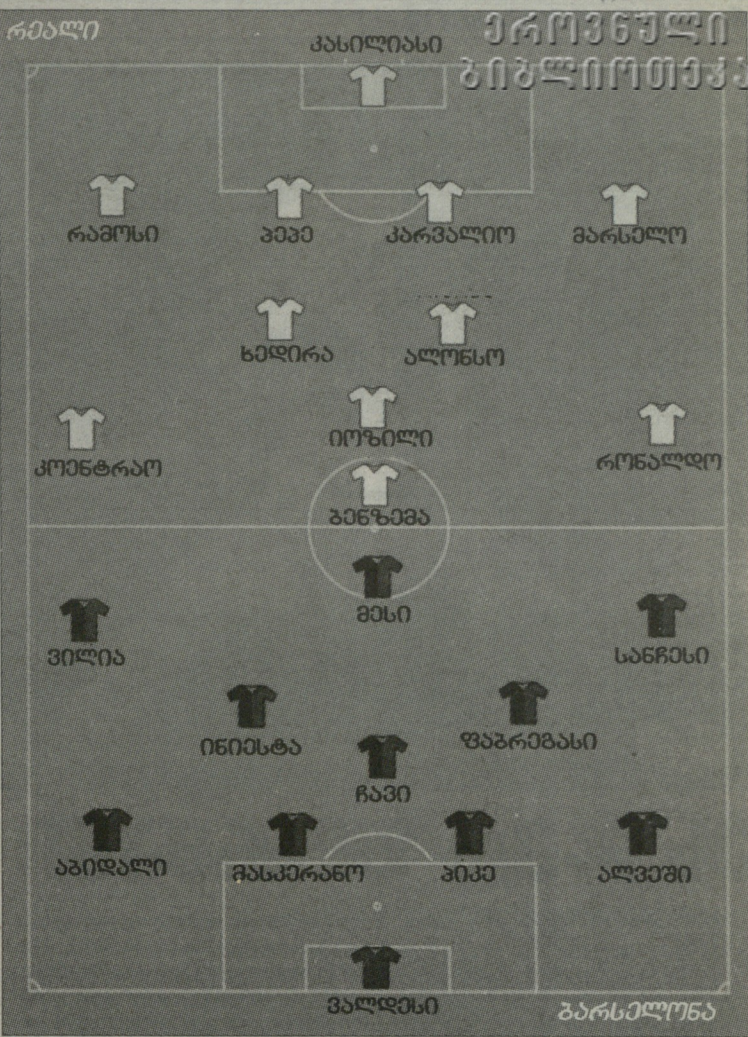 რეალი
ეროვნული
ბიბლიოთეკა
კასილიასი
რამოსი პეპე კარვალიო მარსელო
ხედირა ალონსო
იოზილი
კოენტრაო რონალდო
ბენზემა
მესი
ვილია სანჩესი
ინიესტა ფაბრეგასი
ჩავი
აბიდალი მასკერანო პიკე ალვეში
ვალდესი
ბარსელონა